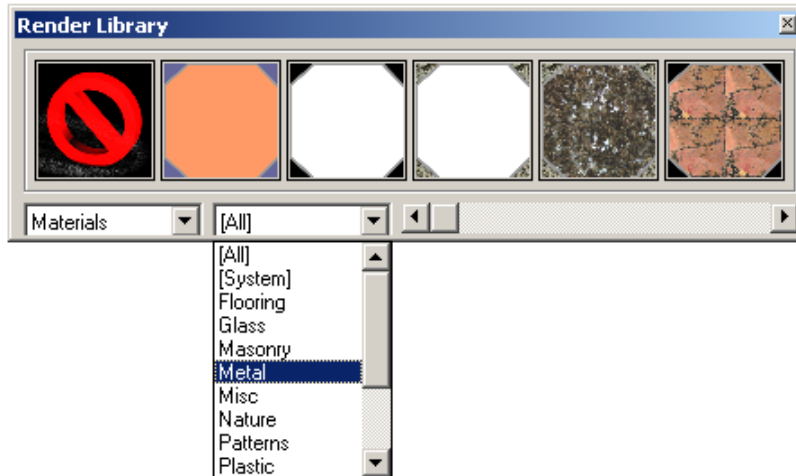 Render Library
Materials
[All]
[All]
[System]
Flooring
Glass
Masonry
Metal
Misc
Nature
Patterns
Plastic